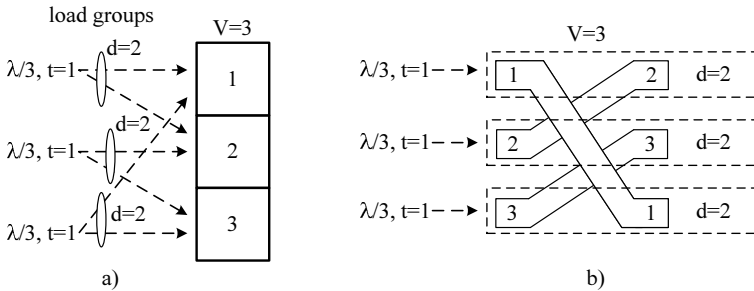 load groups
V=3
λ/3, t=1
d=2
1
λ/3, t=1
d=2
2
λ/3, t=1
d=2
3
a)
V=3
λ/3, t=1
1
2
d=2
λ/3, t=1
2
3
d=2
λ/3, t=1
3
1
d=2
b)